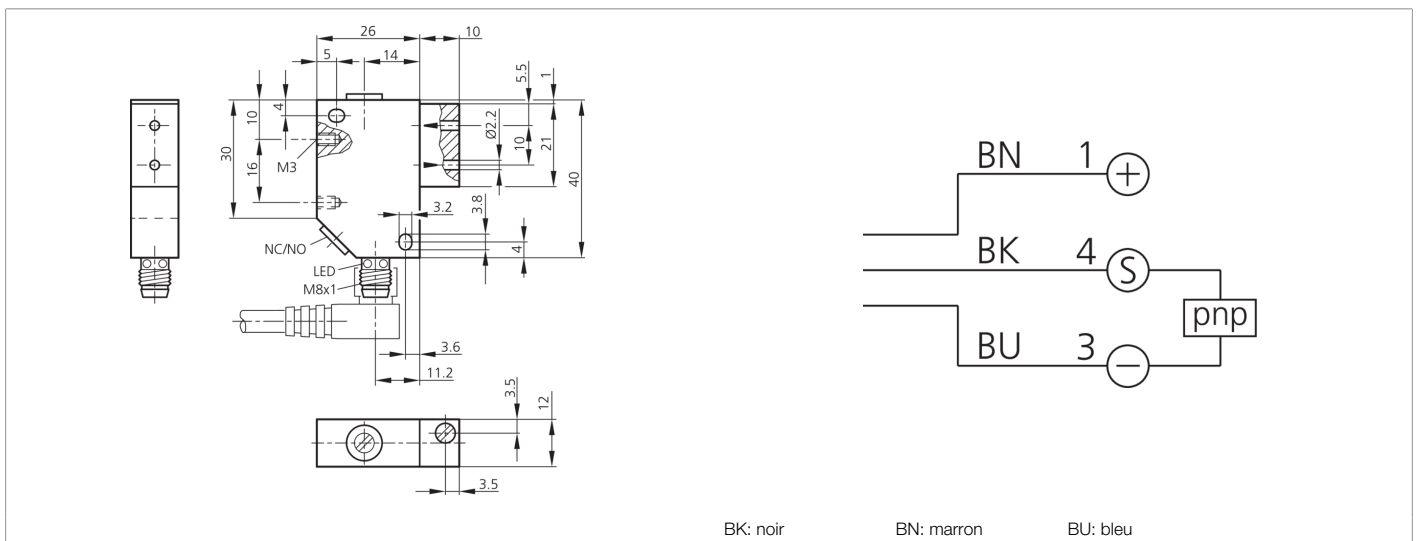 26
10
5
14
5.5
1
4
10
30
M3
16
Ø2.2
10
21
40
3.2
3.8
4
NC/NO
LED
M8x1
3.6
11.2
3.5
12
3.5
BN 1 +
BK 4 S
pnp
BU 3 −
BK: noir BN: marron BU: bleu